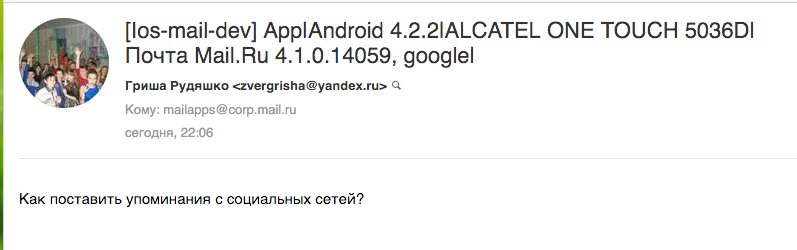 [Ios-mail-dev] App|Android 4.2.2|ALCATEL ONE TOUCH 5036D|
Почта Mail.Ru 4.1.0.14059, google|
Гриша Рудяшко <zvergrisha@yandex.ru>
Кому: mailapps@corp.mail.ru
сегодня, 22:06
Как поставить упоминания с социальных сетей?